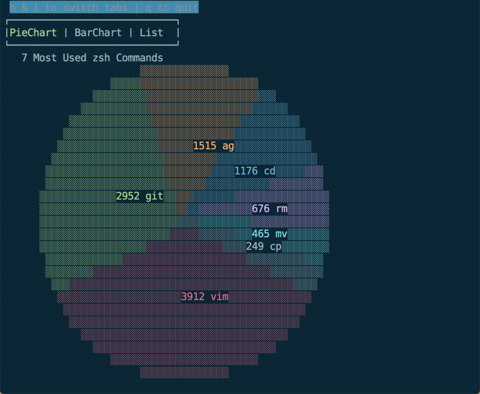 h & l to switch tabs | q to quit
PieChart | BarChart | List
7 Most Used zsh Commands
1515 ag
1176 cd
2952 git
676 rm
465 mv
249 cp
3912 vim